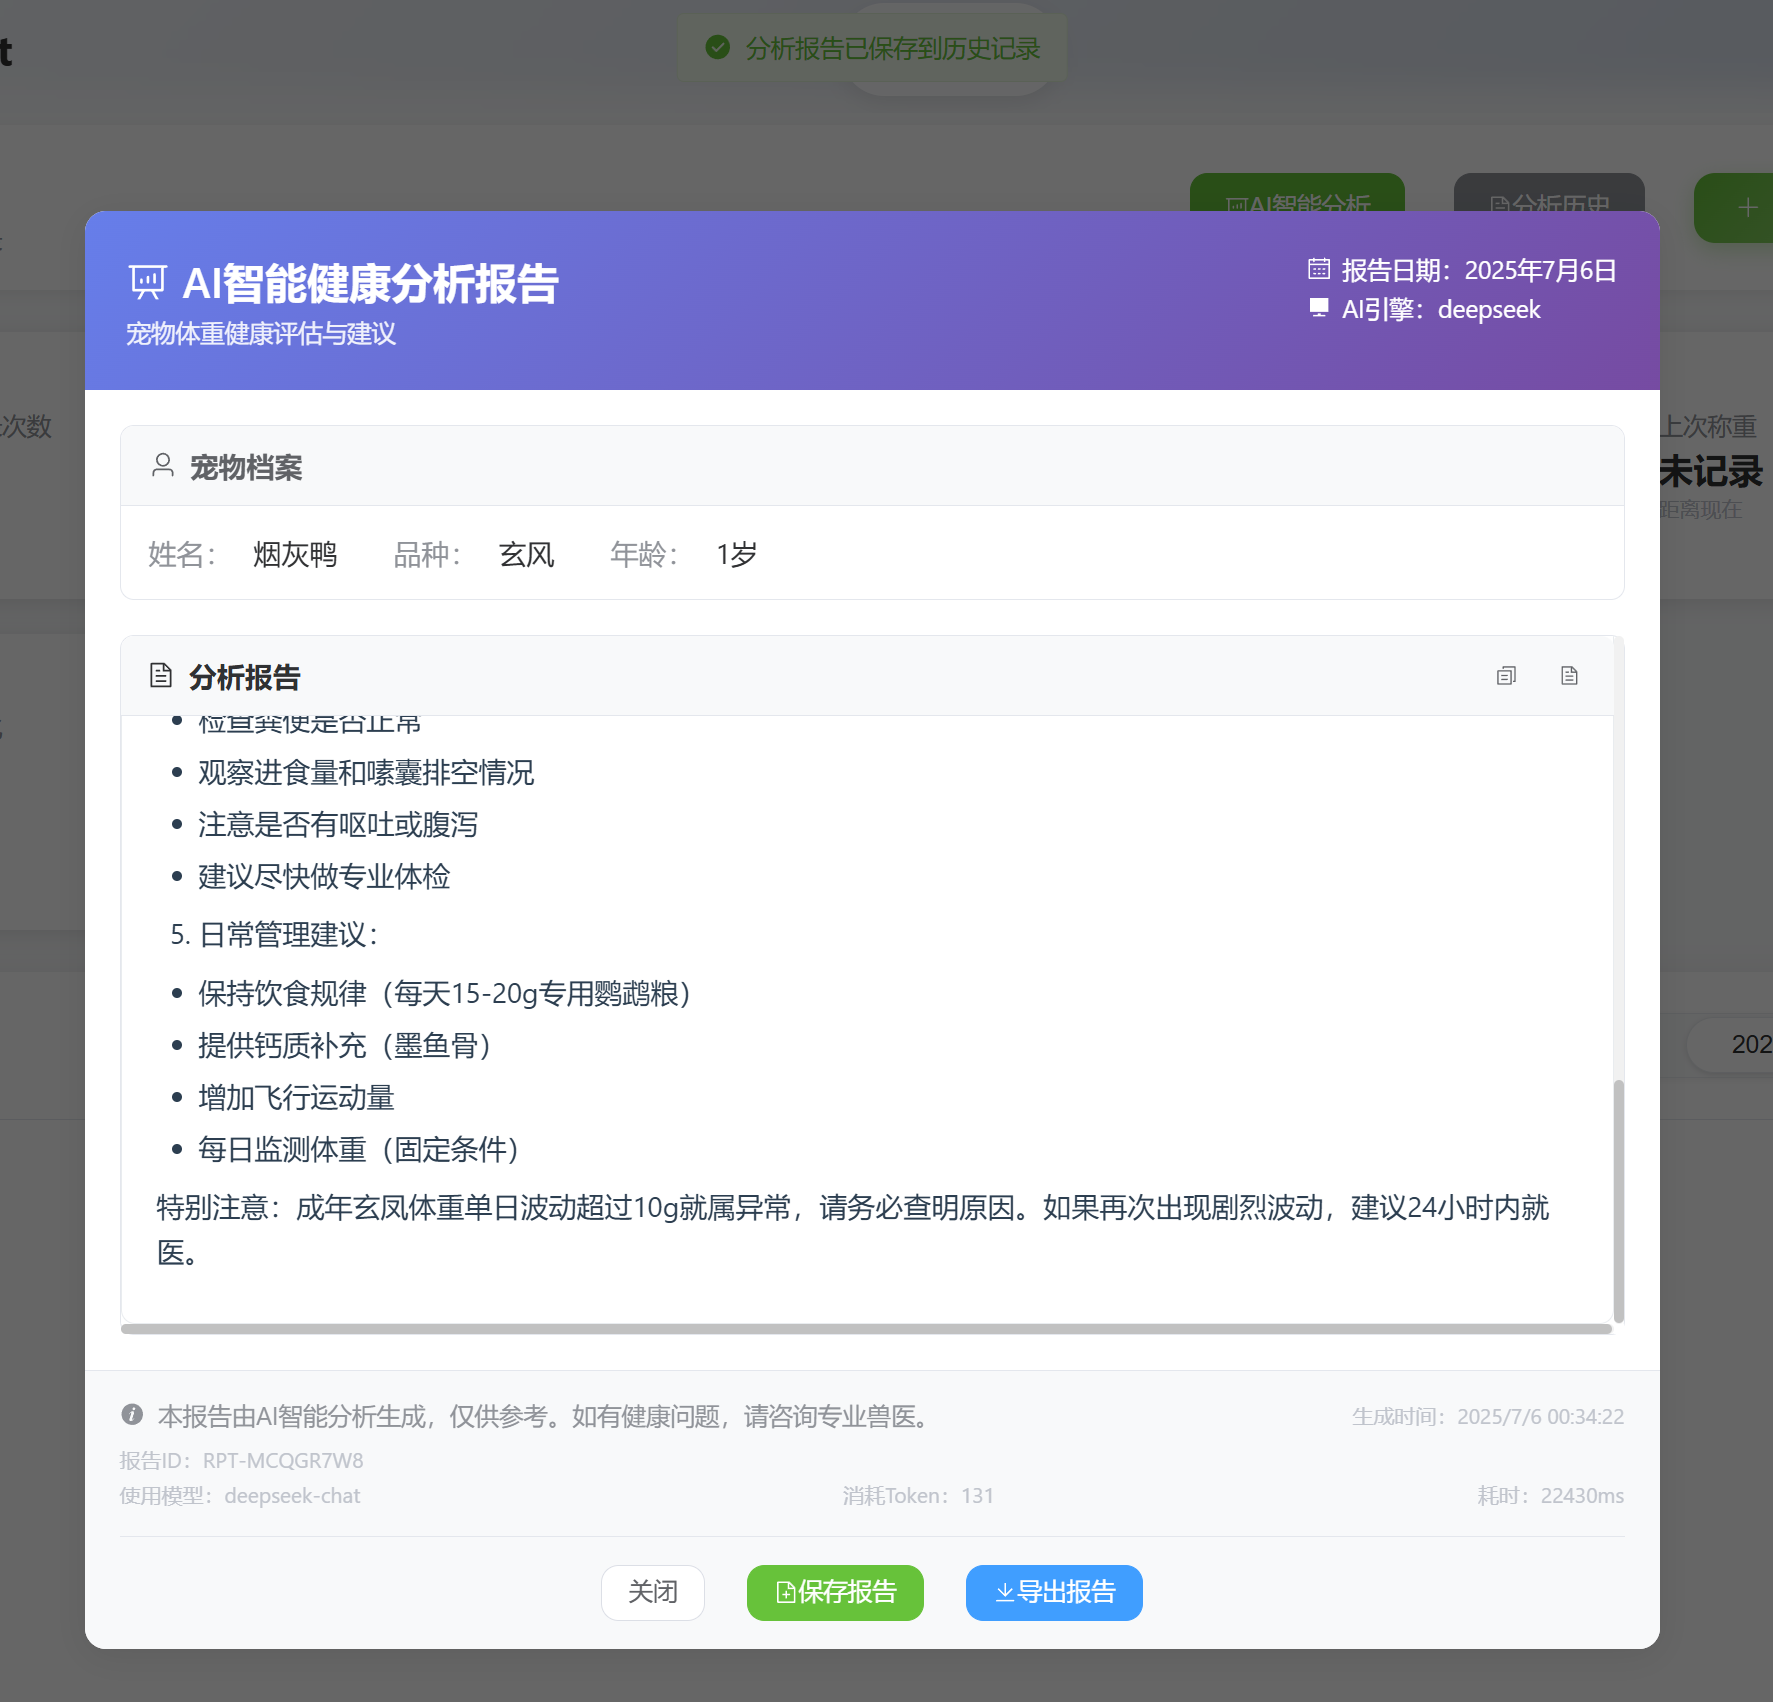 t
分析报告已保存到历史记录
AI智能分析
分析历史
AI智能健康分析报告
宠物体重健康评估与建议
报告日期：2025年7月6日
AI引擎：deepseek
次数
上次称重
未记录
距离现在
宠物档案
姓名： 烟灰鸭 品种： 玄风 年龄： 1岁
分析报告
• 检查粪便是否正常
• 观察进食量和嗉囊排空情况
• 注意是否有呕吐或腹泻
• 建议尽快做专业体检
5. 日常管理建议：
• 保持饮食规律（每天15-20g专用鹦鹉粮）
• 提供钙质补充（墨鱼骨）
• 增加飞行运动量
• 每日监测体重（固定条件）
特别注意：成年玄凤体重单日波动超过10g就属异常，请务必查明原因。如果再次出现剧烈波动，建议24小时内就
医。
202
本报告由AI智能分析生成，仅供参考。如有健康问题，请咨询专业兽医。
生成时间：2025/7/6 00:34:22
报告ID：RPT-MCQGR7W8
使用模型：deepseek-chat
消耗Token：131
耗时：22430ms
关闭
保存报告
导出报告